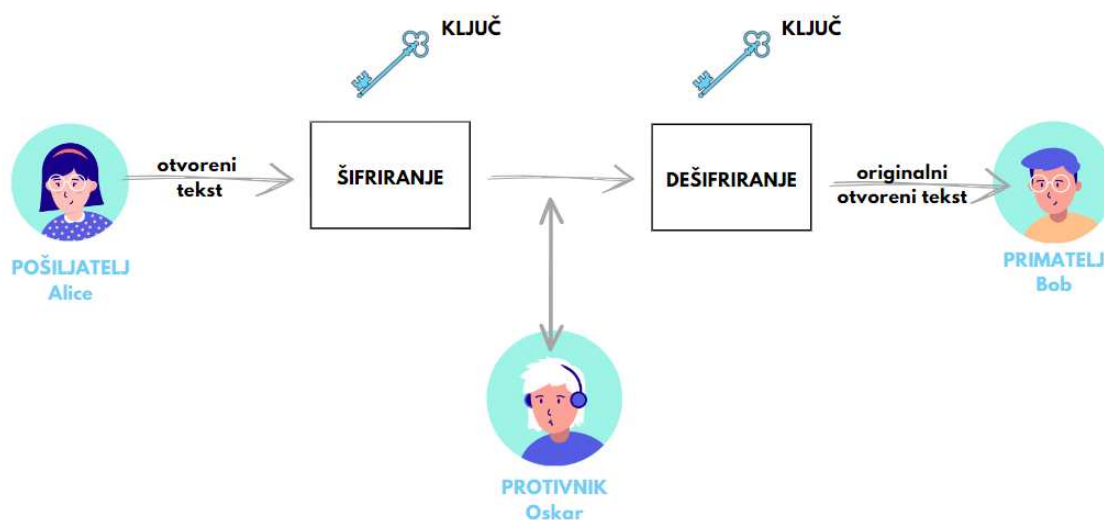 KLJUČ
KLJUČ
otvoreni
tekst
ŠIFRIRANJE
DEŠIFRIRANJE
originalni
otvoreni tekst
POŠILJATELJ
Alice
PRIMATELJ
Bob
PROTIVNIK
Oskar